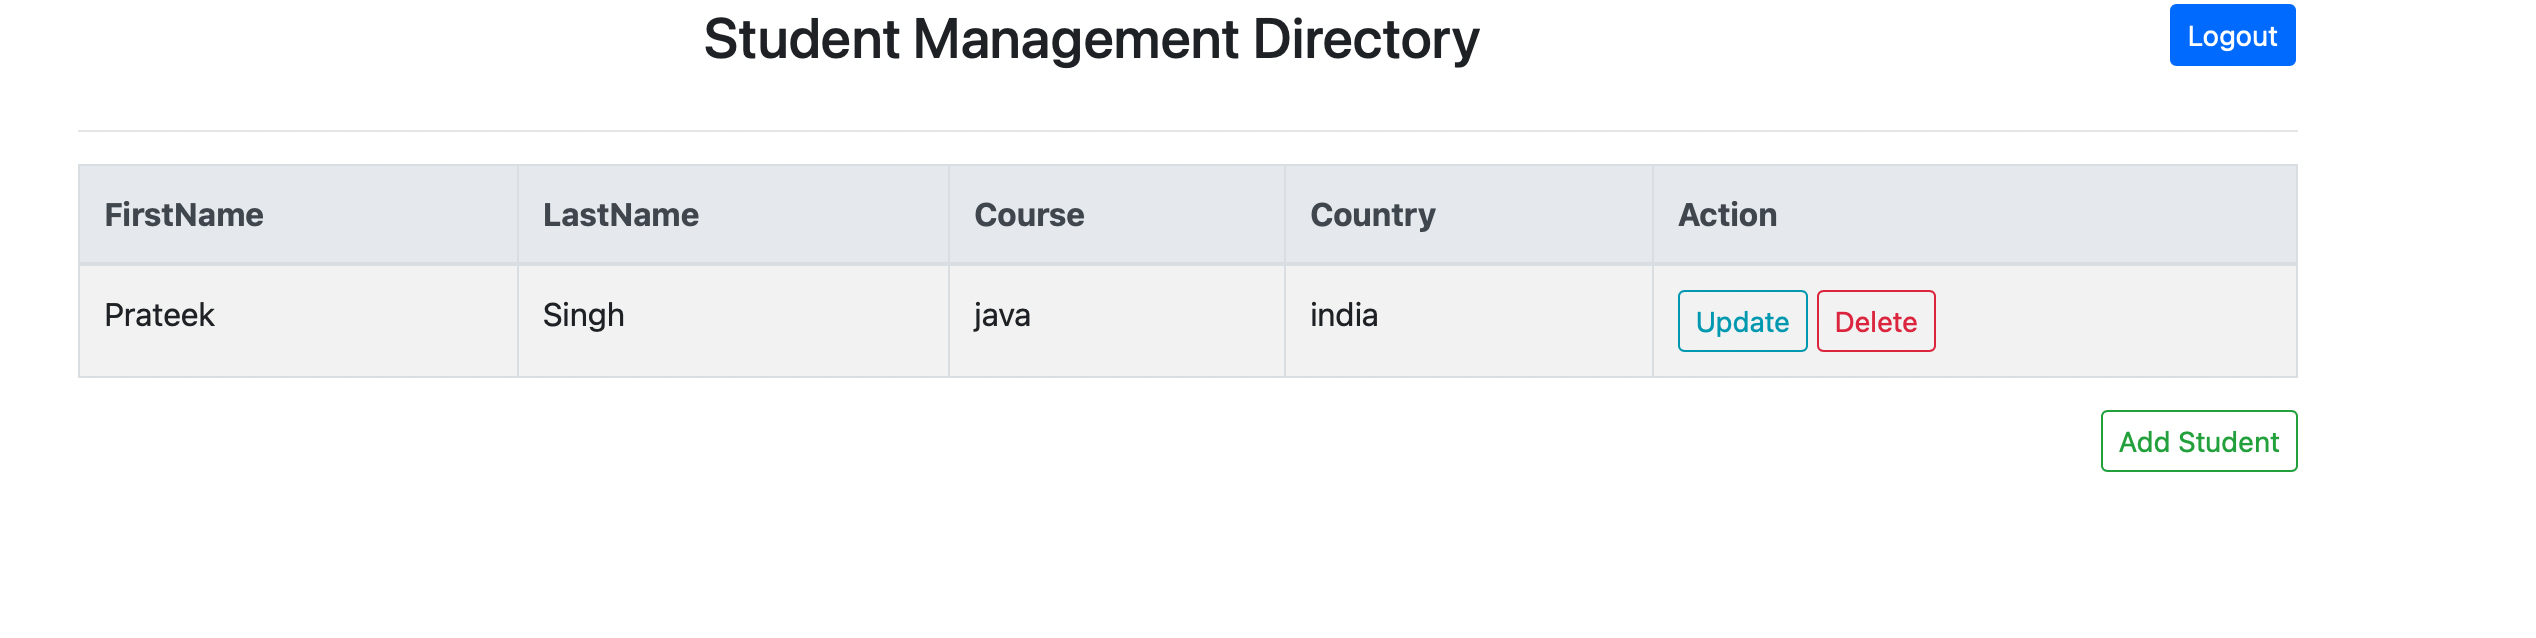 Student Management Directory Logout
FirstName LastName Course Country Action
Prateek Singh java india Update Delete
Add Student